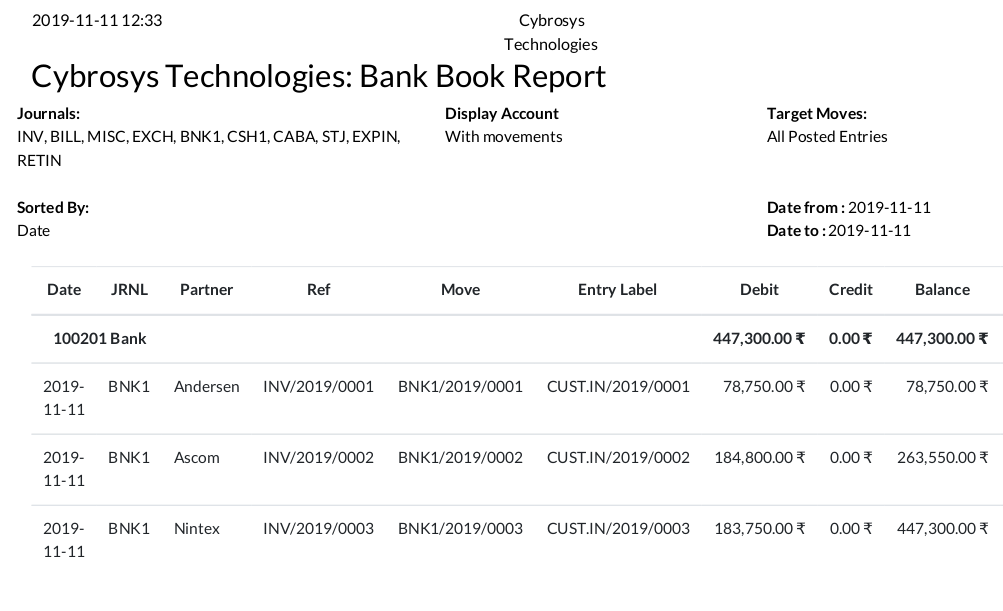 2019-11-11 12:33
Cybrosys
Technologies
Cybrosys Technologies: Bank Book Report
Journals:
INV, BILL, MISC, EXCH, BNK1, CSH1, CABA, STJ, EXPIN,
RETIN
Display Account
With movements
Target Moves:
All Posted Entries
Sorted By:
Date
Date from : 2019-11-11
Date to : 2019-11-11
Date JRNL Partner Ref Move Entry Label Debit Credit Balance
100201 Bank 447,300.00 ₹ 0.00 ₹ 447,300.00 ₹
2019- BNK1 Andersen INV/2019/0001 BNK1/2019/0001 CUST.IN/2019/0001 78,750.00 ₹ 0.00 ₹ 78,750.00 ₹
11-11
2019- BNK1 Ascom INV/2019/0002 BNK1/2019/0002 CUST.IN/2019/0002 184,800.00 ₹ 0.00 ₹ 263,550.00 ₹
11-11
2019- BNK1 Nintex INV/2019/0003 BNK1/2019/0003 CUST.IN/2019/0003 183,750.00 ₹ 0.00 ₹ 447,300.00 ₹
11-11